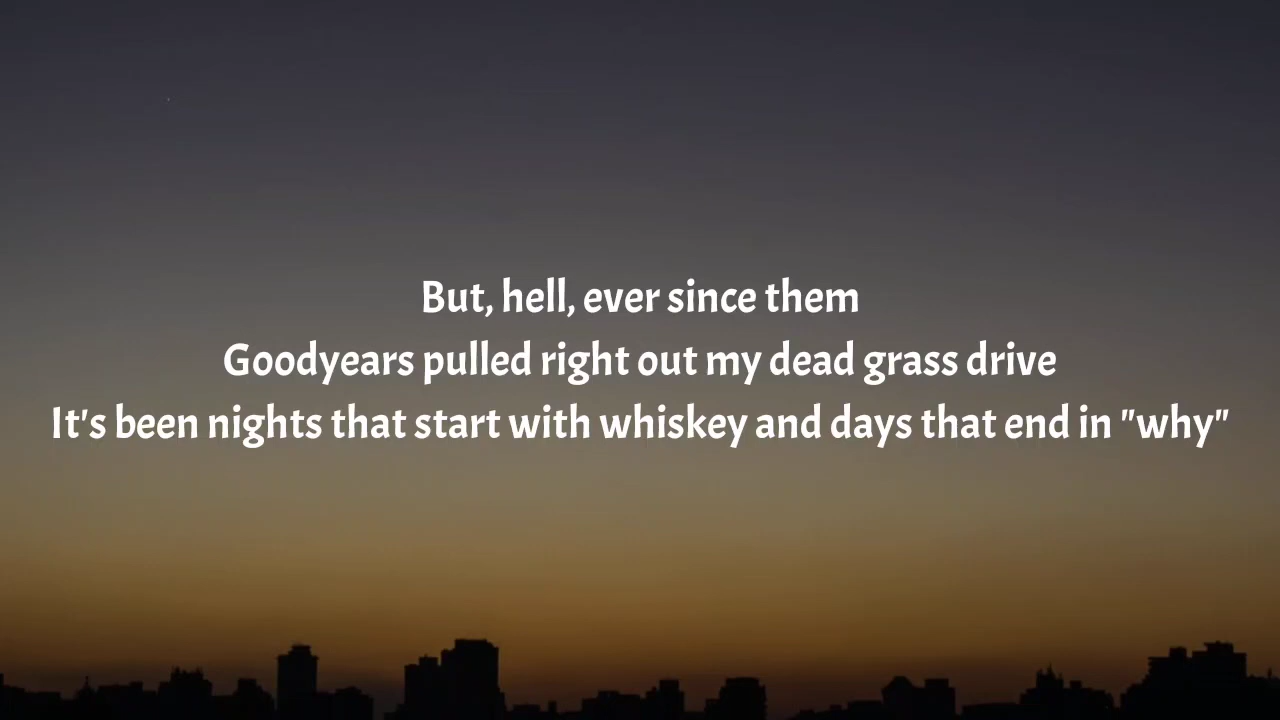 But, hell, ever since them
Goodyears pulled right out my dead grass drive
It's been nights that start with whiskey and days that end in "why"